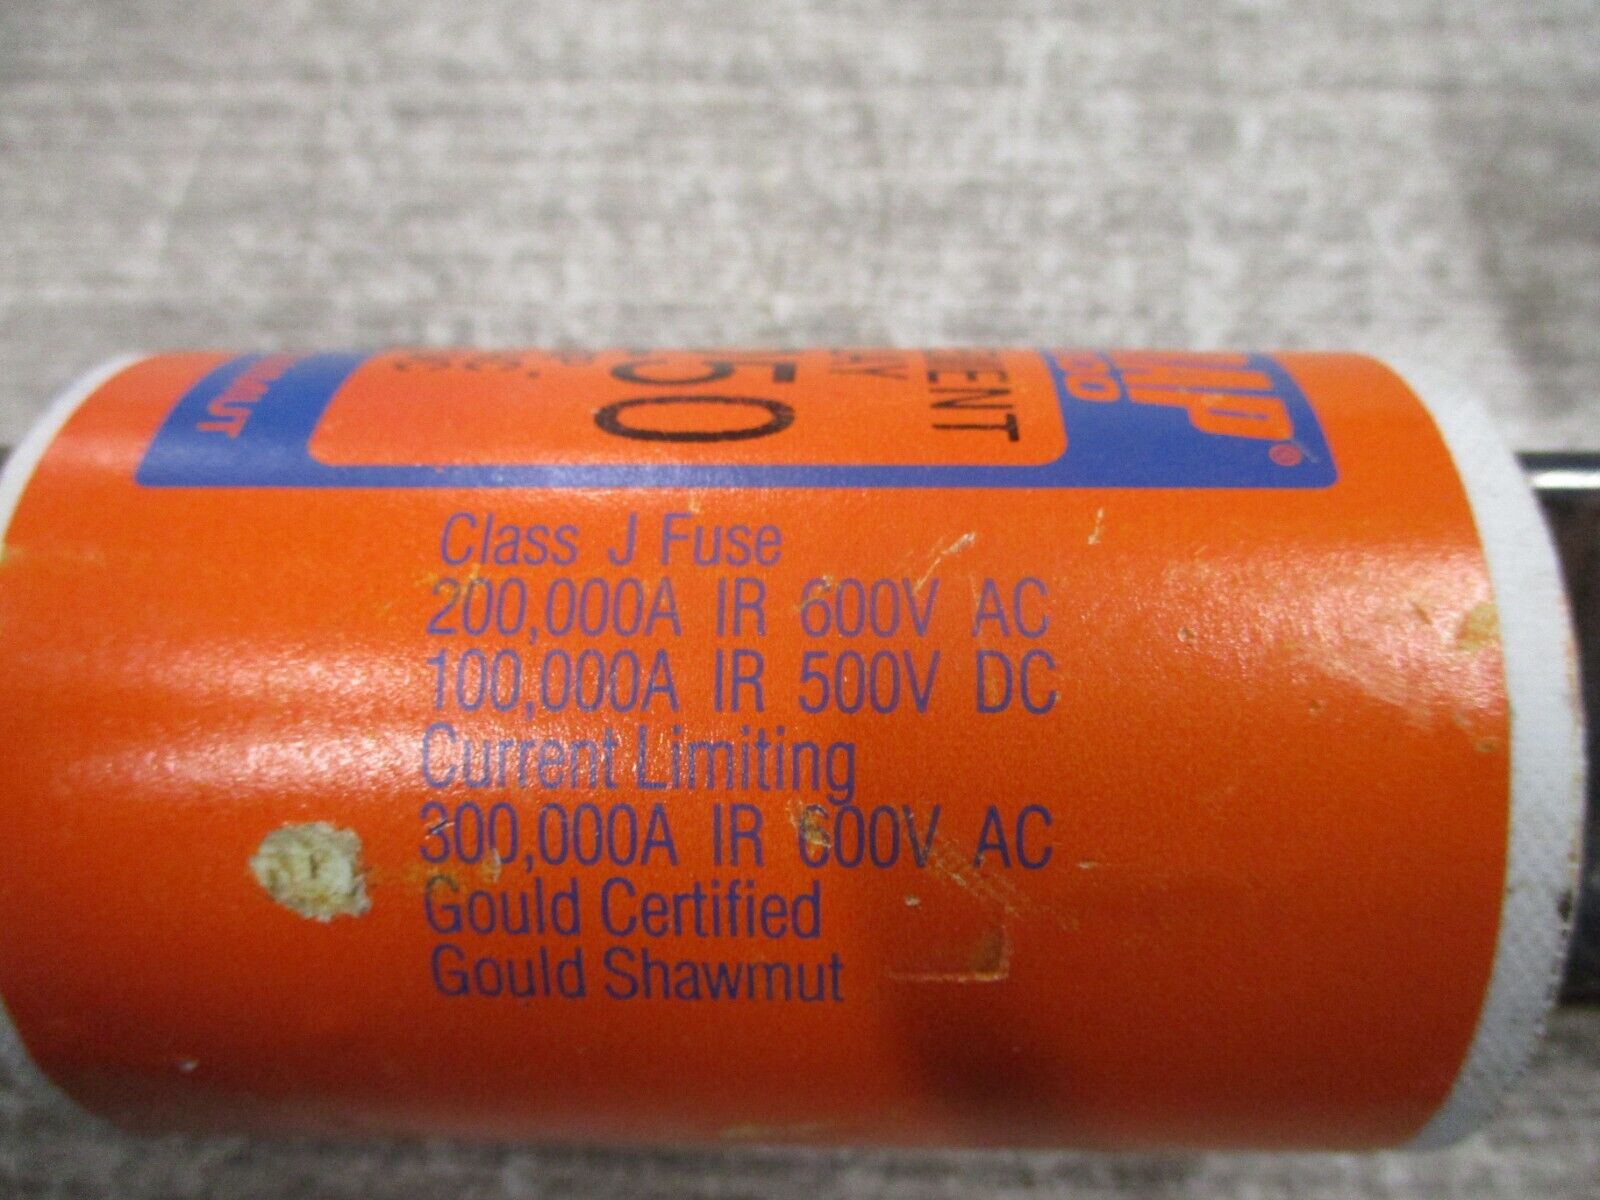 Class J Fuse
200,000A IR 600V AC
100,000A IR 500V DC
Current Limiting
300,000A IR 600V AC
Gould Certified
Gould Shawmut